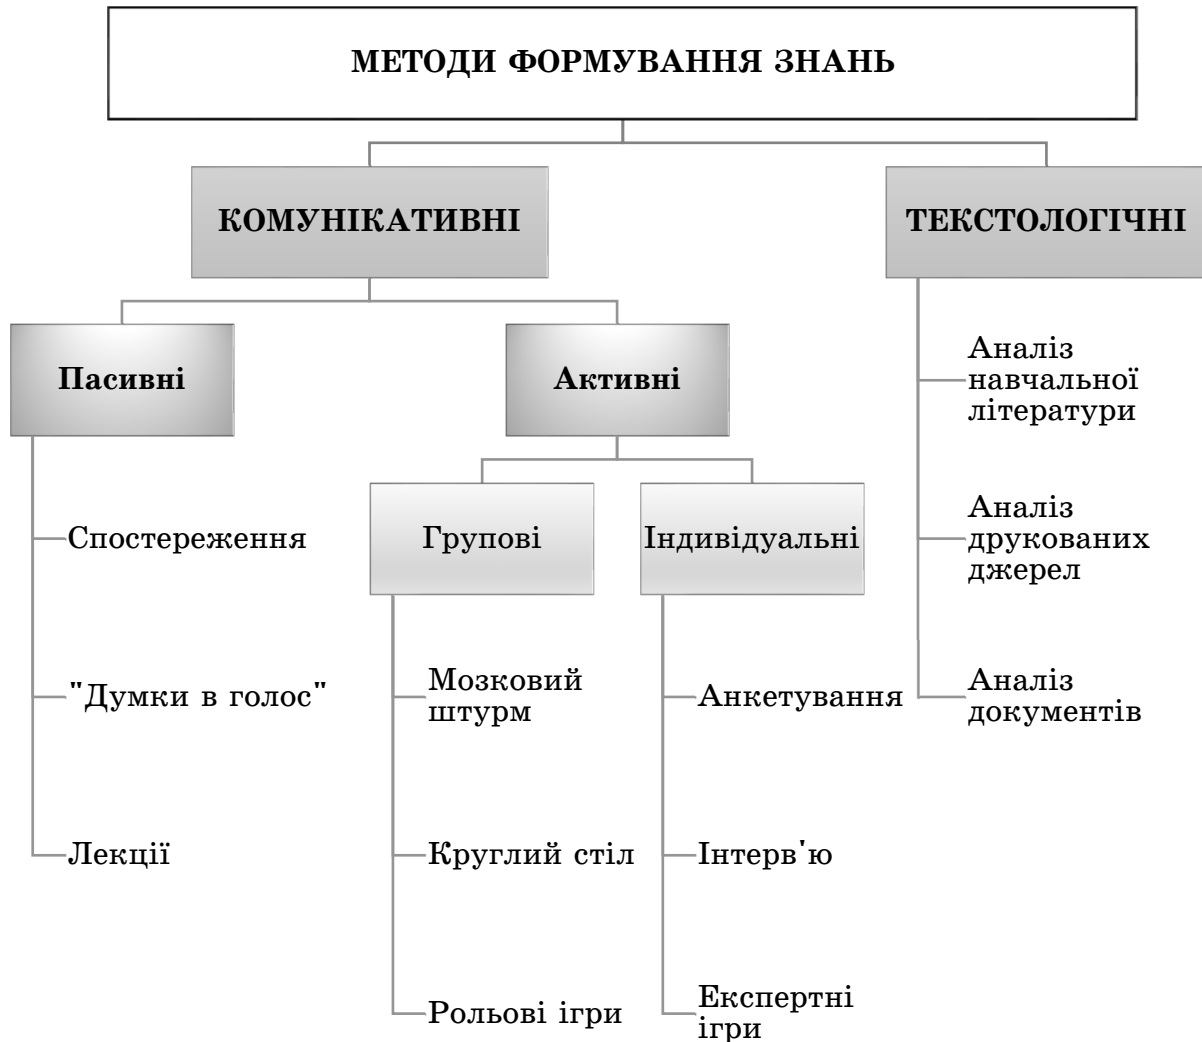 МЕТОДИ ФОРМУВАННЯ ЗНАНЬ
КОМУНІКАТИВНІ
ТЕКСТОЛОГІЧНІ
Пасивні
Активні
Аналіз
навчальної
літератури
Спостереження
Групові
Індивідуальні
Аналіз
друкованих
джерел
"Думки в голос"
Мозковий
штурм
Анкетування
Аналіз
документів
Лекції
Круглий стіл
Інтерв'ю
Рольові ігри
Експертні
ігри